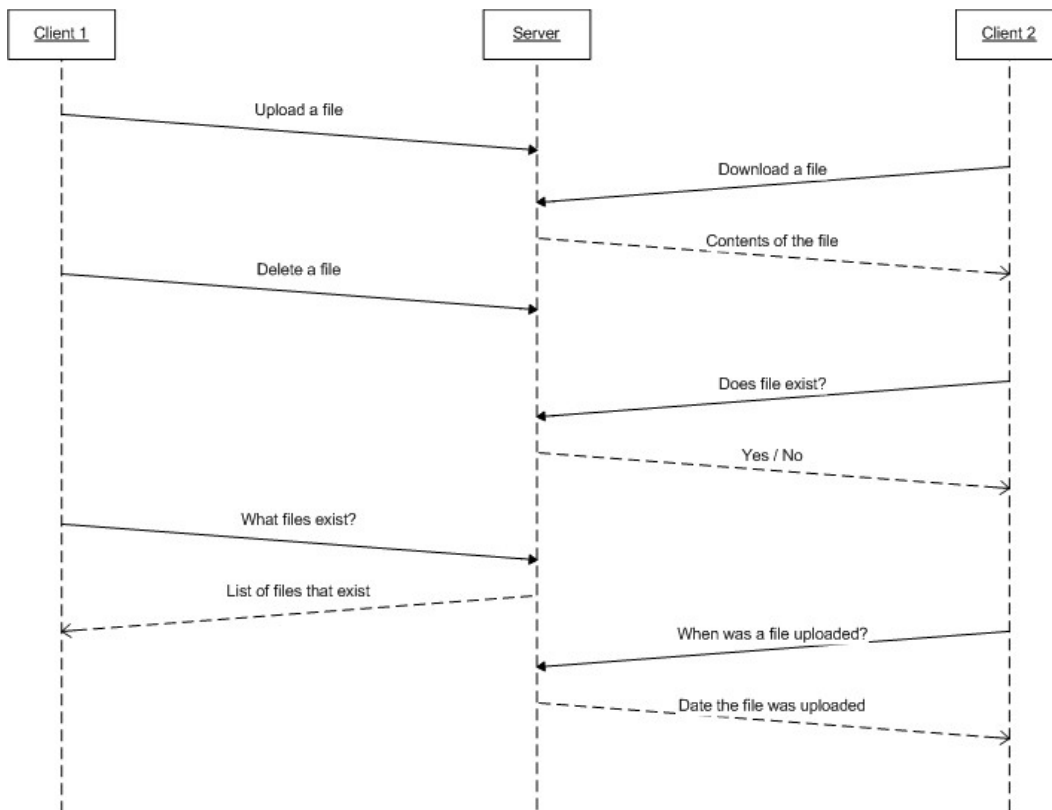 Client 1
Server
Client 2
Upload a file
Download a file
Contents of the file
Delete a file
Does file exist?
Yes / No
What files exist?
List of files that exist
When was a file uploaded?
Date the file was uploaded